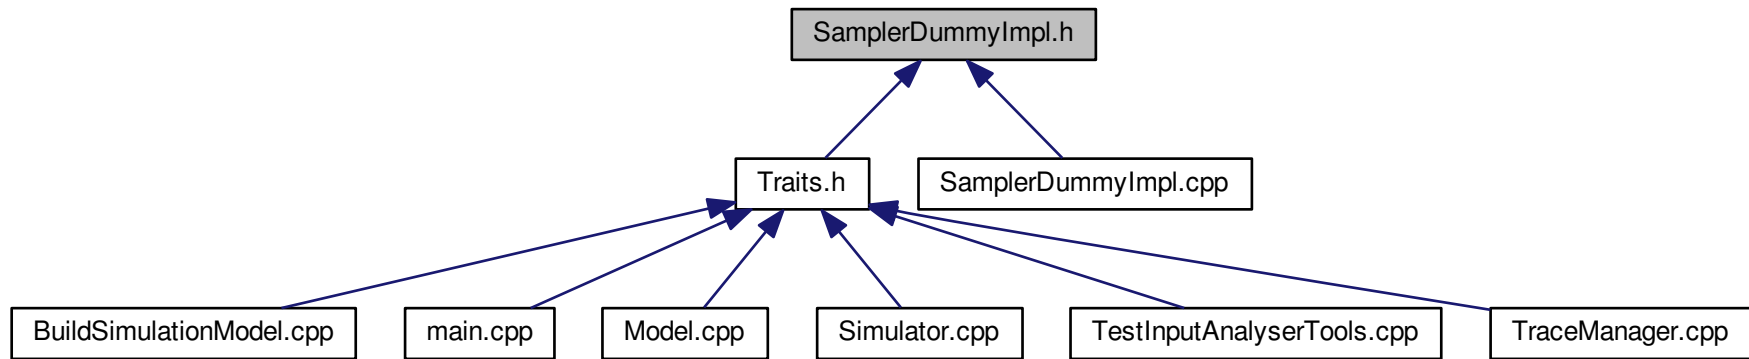 SamplerDummyImpl.h
Traits.h
SamplerDummyImpl.cpp
BuildSimulationModel.cpp
main.cpp
Model.cpp
Simulator.cpp
TestInputAnalyserTools.cpp
TraceManager.cpp